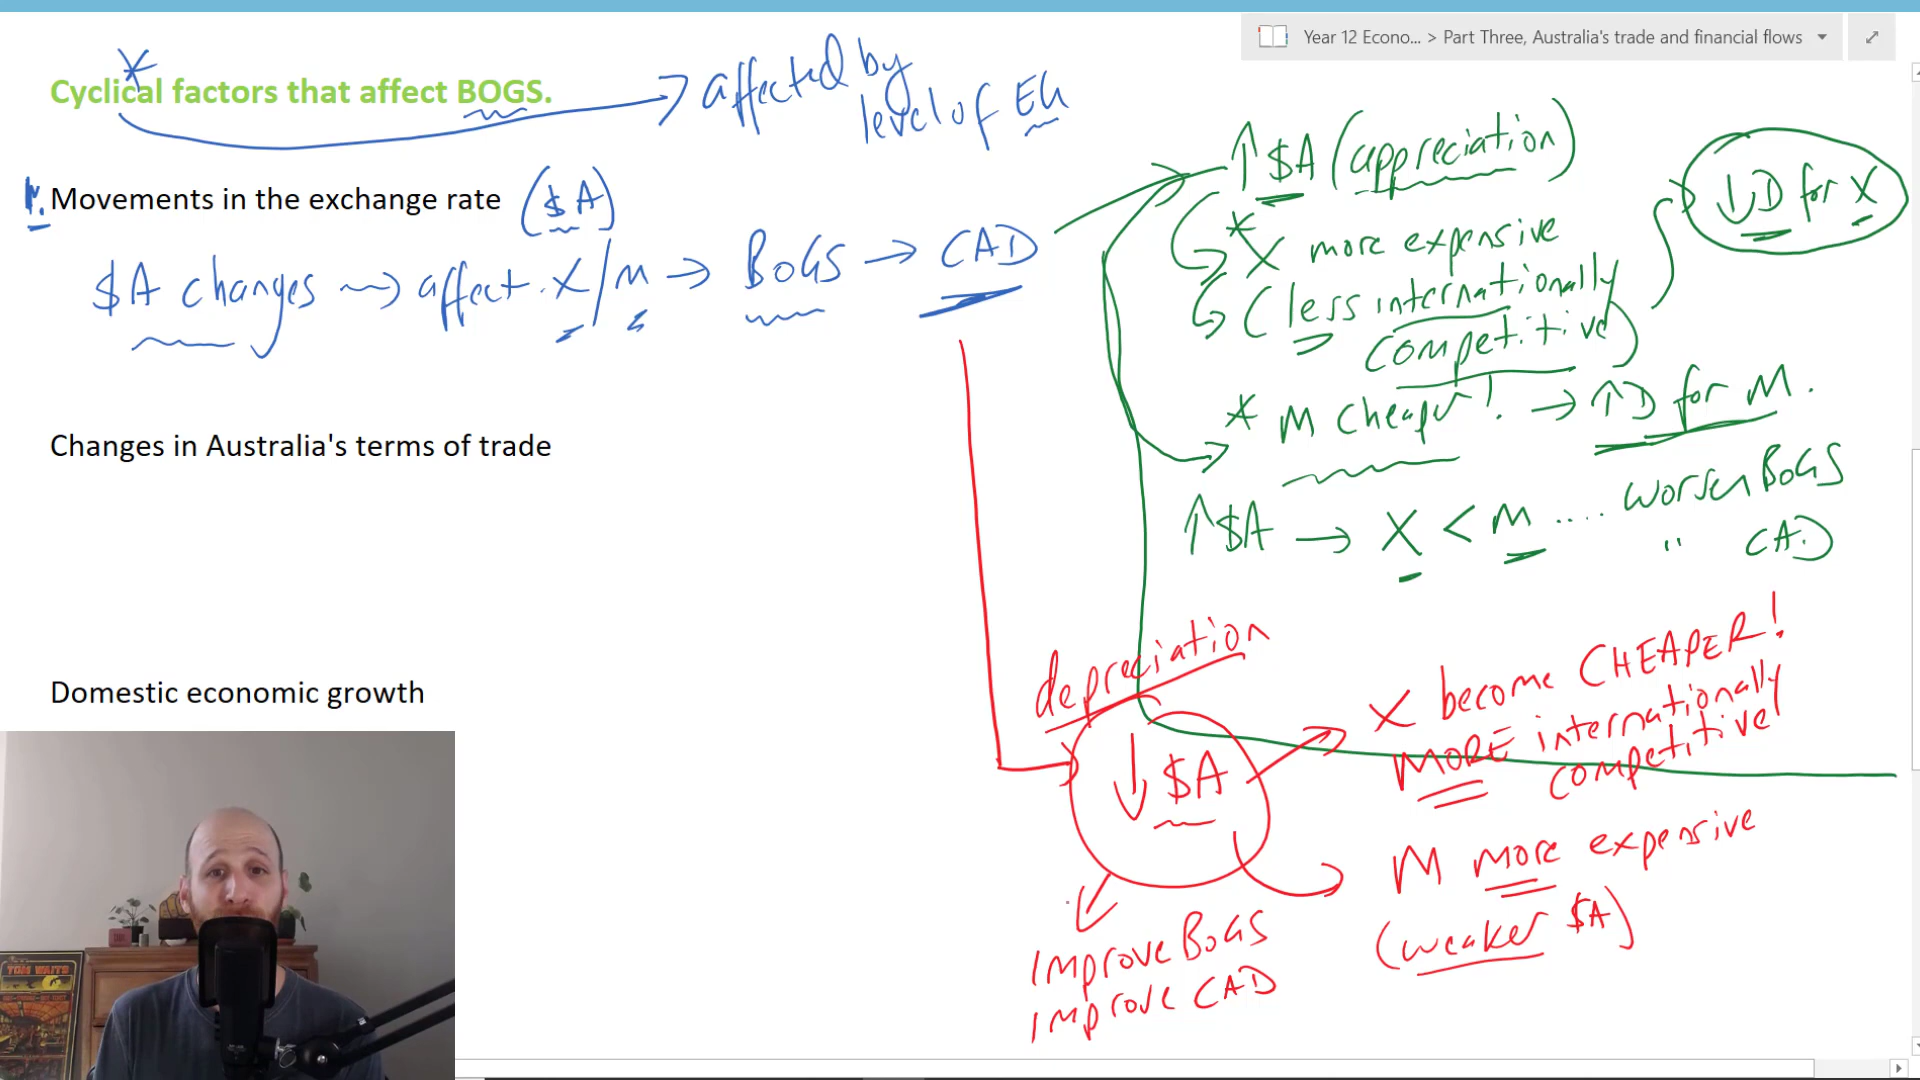 Year 12 Econo... > Part Three, Australia's trade and financial flows
Cyclical factors that affect BOGS.
* → affected by
level of EG
1. Movements in the exchange rate ($A)
$A changes → affect X/M → BOGS → CAD
Changes in Australia's terms of trade
Domestic economic growth
↑ $A (appreciation)
* X more expensive
(less internationally
competitive)
↓D for X
* M cheaper! → ↑D for M.
↑$A → X < M .... worsen BOGS
" CAD
depreciation
↓ $A
X become CHEAPER!
MORE internationally
competitive!
M more expensive
(weaker $A)
Improve BOGS
Improve CAD
TOM WAITS